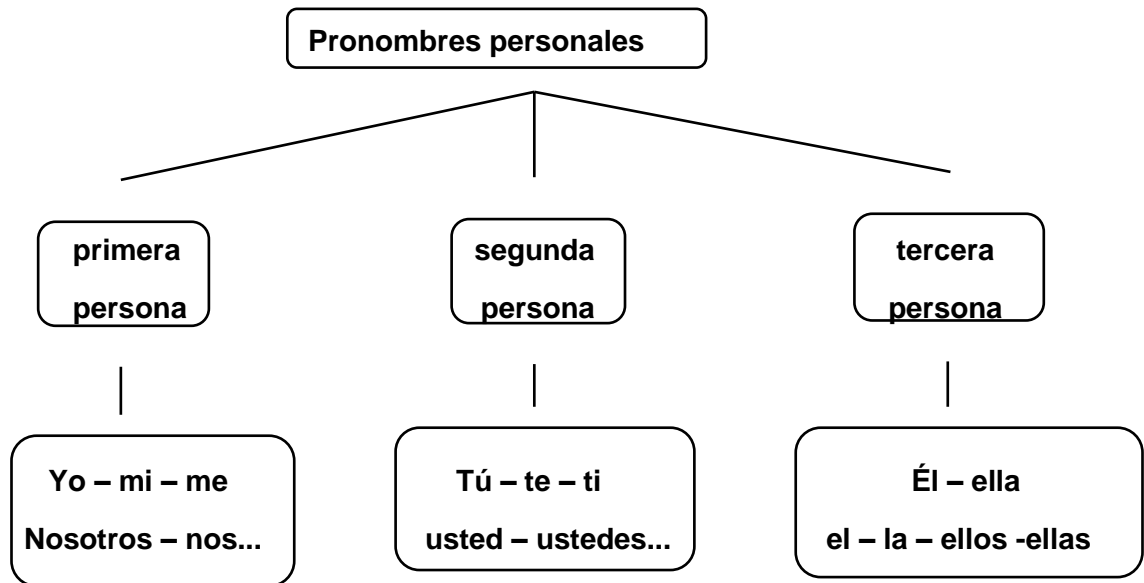 Pronombres personales
primera
persona
segunda
persona
tercera
persona
Yo – mi – me
Nosotros – nos...
Tú – te – ti
usted – ustedes...
Él – ella
el – la – ellos -ellas